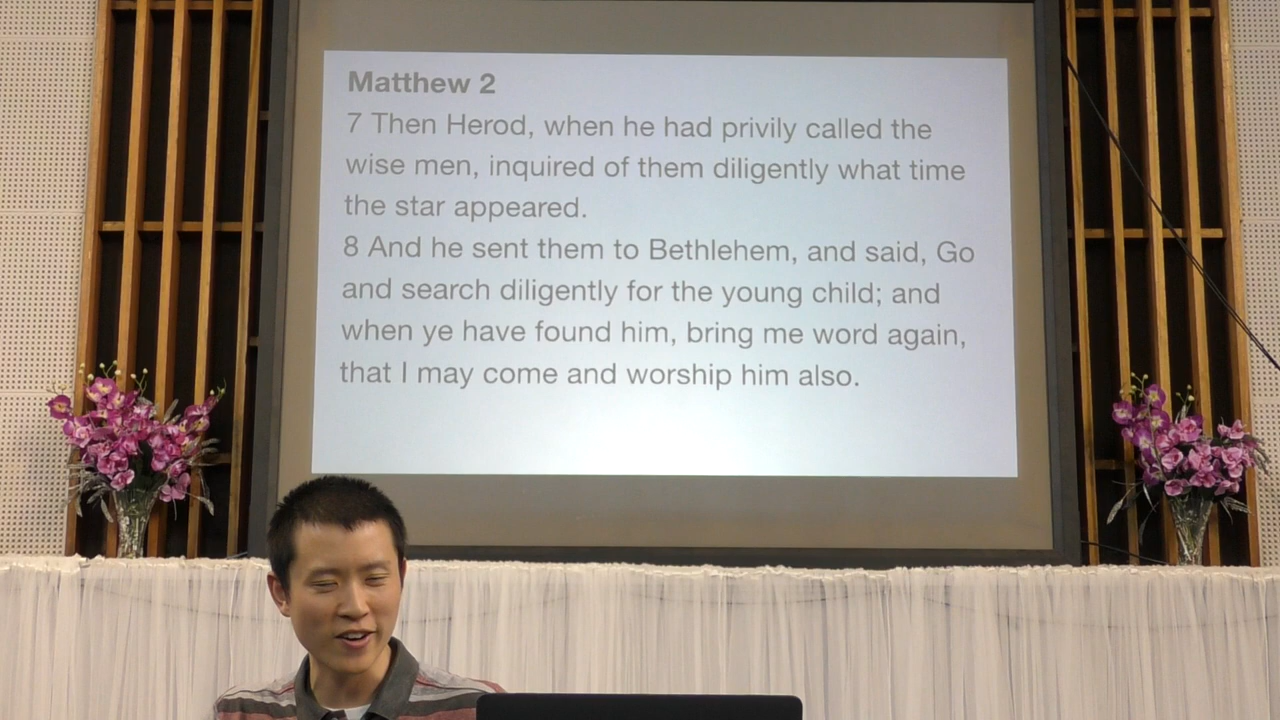 Matthew 2
7 Then Herod, when he had privily called the
wise men, inquired of them diligently what time
the star appeared.
8 And he sent them to Bethlehem, and said, Go
and search diligently for the young child; and
when ye have found him, bring me word again,
that I may come and worship him also.